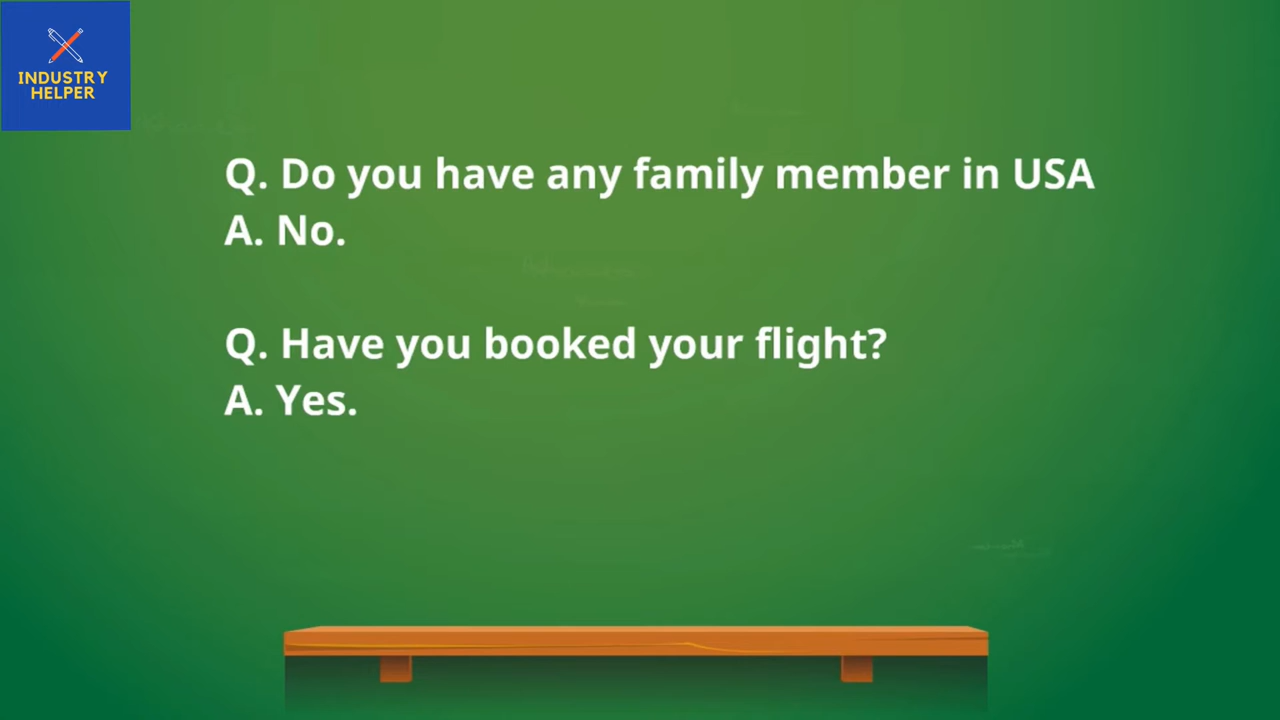 INDUSTRY
HELPER
Q. Do you have any family member in USA
A. No.
Q. Have you booked your flight?
A. Yes.